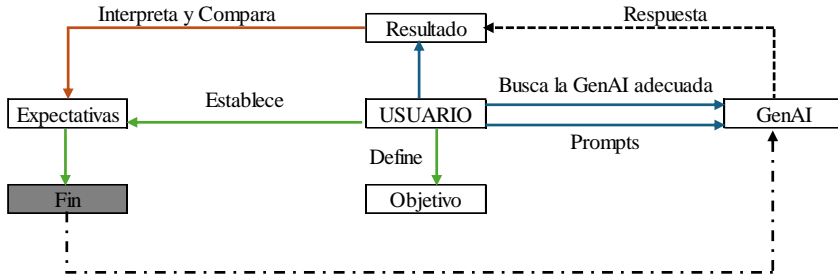 Interpreta y Compara
Respuesta
Resultado
Establece
Busca la GenAI adecuada
Expectativas
USUARIO
GenAI
Define
Prompts
Fin
Objetivo